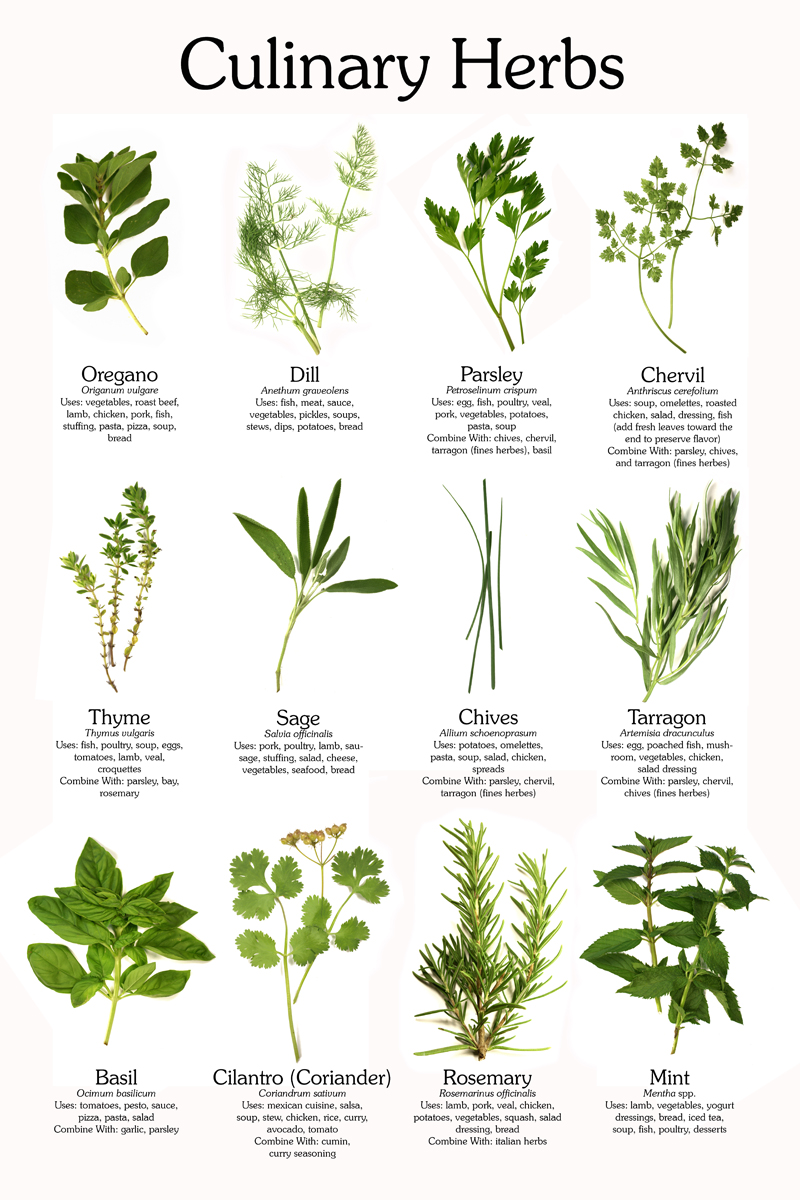 Culinary Herbs
Oregano
Origanum vulgare
Uses: vegetables, roast beef,
lamb, chicken, pork, fish,
stuffing, pasta, pizza, soup,
bread
Dill
Anethum graveolens
Uses: fish, meat, sauce,
vegetables, pickles, soups,
stews, dips, potatoes, bread
Parsley
Petroselinum crispum
Uses: egg, fish, poultry, veal,
pork, vegetables, potatoes,
pasta, soup
Combine With: chives, chervil,
tarragon (fines herbes), basil
Chervil
Anthriscus cerefolium
Uses: soup, omelettes, roasted
chicken, salad, dressing, fish
(add fresh leaves toward the
end to preserve flavor)
Combine With: parsley, chives,
and tarragon (fines herbes)
Thyme
Thymus vulgaris
Uses: fish, poultry, soup, eggs,
tomatoes, lamb, veal,
croquettes
Combine With: parsley, bay,
rosemary
Sage
Salvia officinalis
Uses: pork, poultry, lamb, sau-
sage, stuffing, salad, cheese,
vegetables, seafood, bread
Chives
Allium schoenoprasum
Uses: potatoes, omelettes,
pasta, soup, salad, chicken,
spreads
Combine With: parsley, chervil,
tarragon (fines herbes)
Tarragon
Artemisia dracunculus
Uses: egg, poached fish, mush-
room, vegetables, chicken,
salad dressing
Combine With: parsley, chervil,
chives (fines herbes)
Basil
Ocimum basilicum
Uses: tomatoes, pesto, sauce,
pizza, pasta, salad
Combine With: garlic, parsley
Cilantro (Coriander)
Coriandrum sativum
Uses: mexican cuisine, salsa,
soup, stew, chicken, rice, curry,
avocado, tomato
Combine With: cumin,
curry seasoning
Rosemary
Rosemarinus officinalis
Uses: lamb, pork, veal, chicken,
potatoes, vegetables, squash, salad
dressing, bread
Combine With: italian herbs
Mint
Mentha spp.
Uses: lamb, vegetables, yogurt
dressings, bread, iced tea,
soup, fish, poultry, desserts